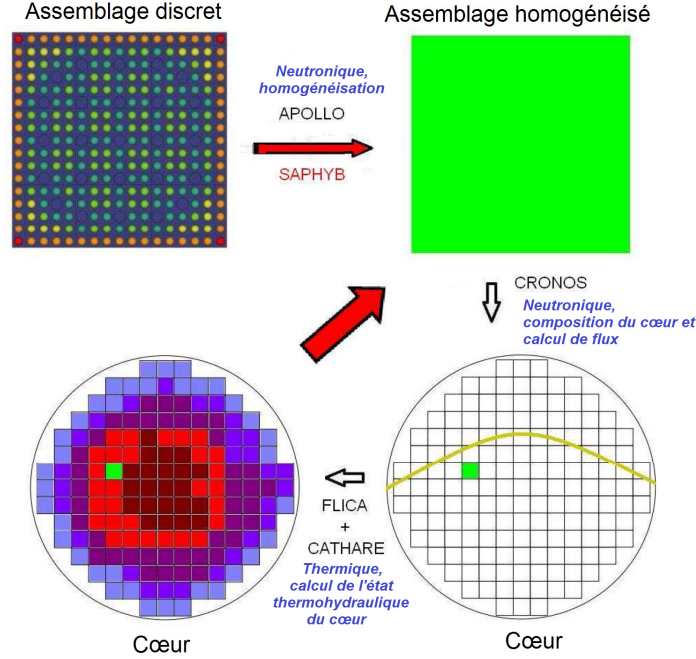 Assemblage discret
Assemblage homogénéisé
Neutronique,
homogénéisation
APOLLO
SAPHYB
CRONOS
Neutronique,
composition du cœur et
calcul de flux
FLICA
+
CATHARE
Thermique,
calcul de l'état
thermohydraulique
du cœur
Cœur
Cœur